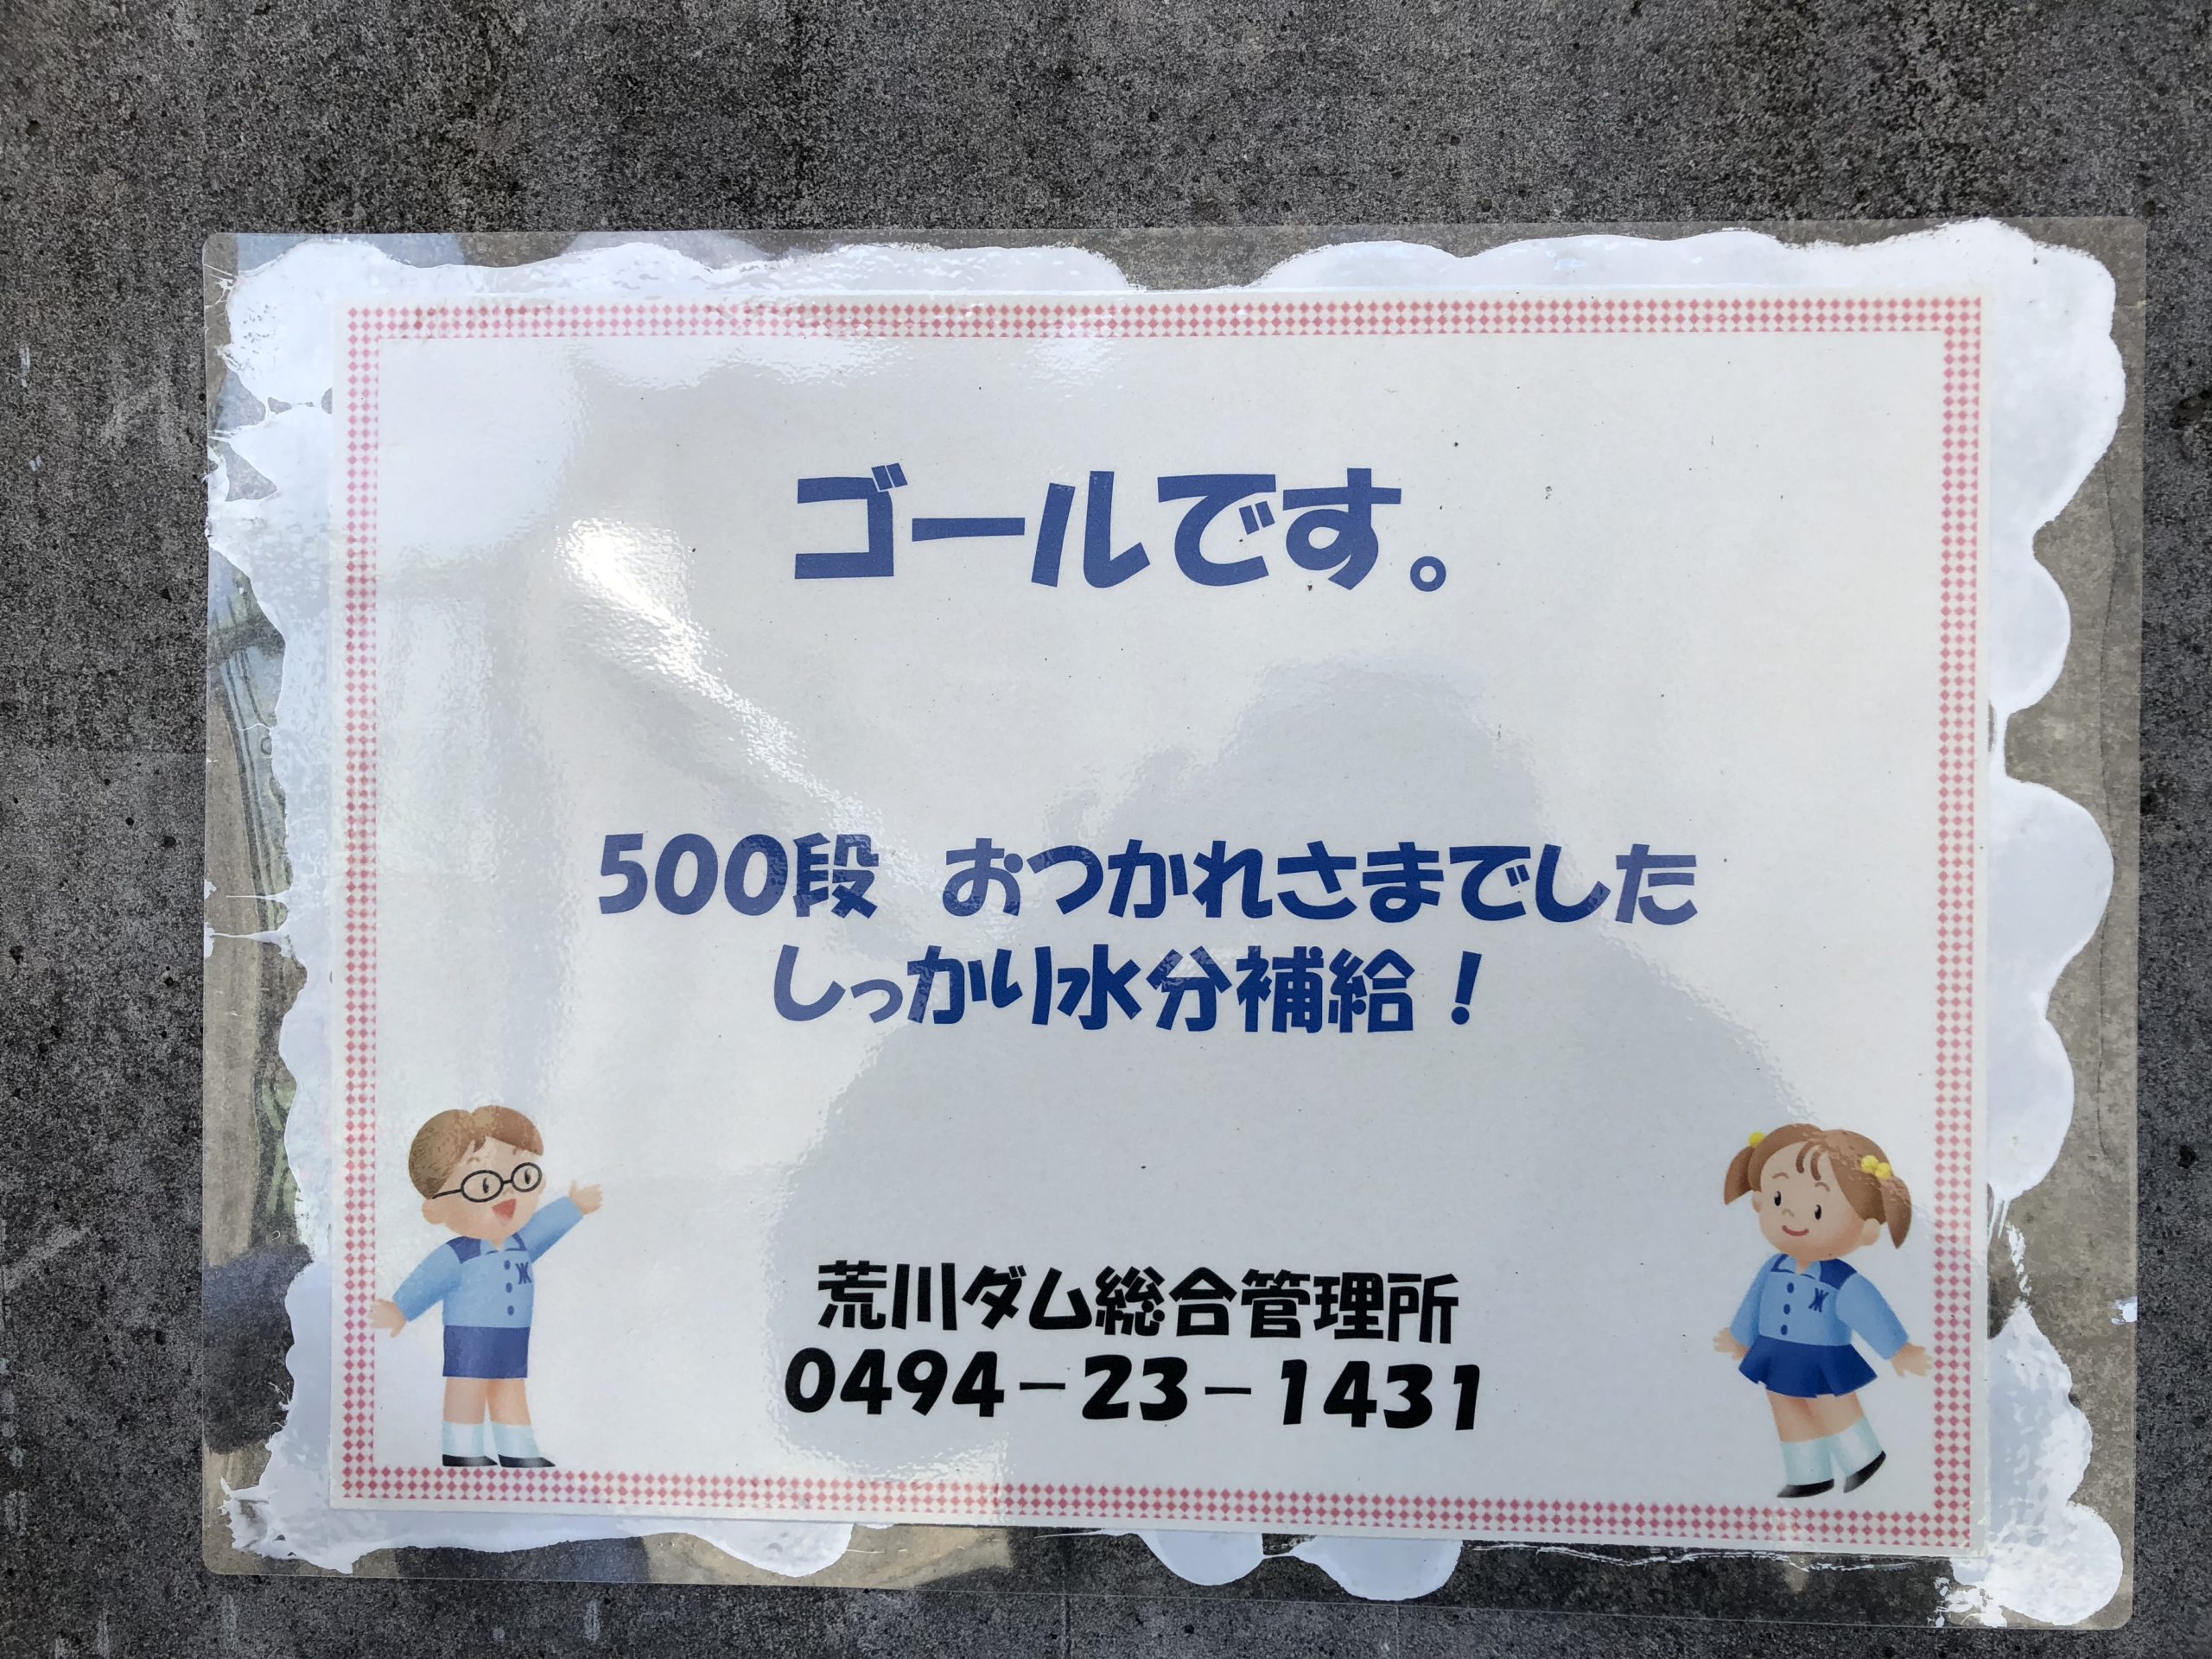 ゴールです。
500段　おつかれさまでした
しっかり水分補給！
荒川ダム総合管理所
0494－23－1431